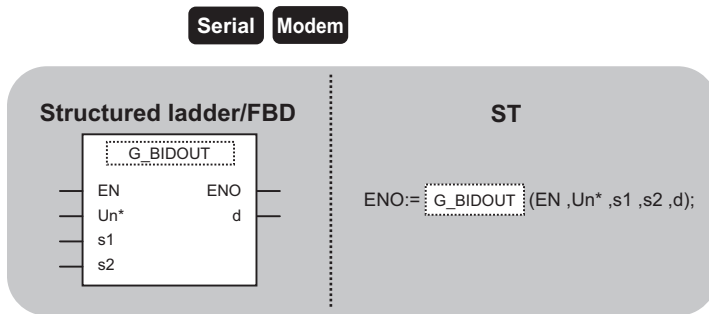 Serial Modem
Structured ladder/FBD
G_BIDOUT
EN ENO
Un* d
s1
s2
ST
ENO:= G_BIDOUT (EN ,Un* ,s1 ,s2 ,d);